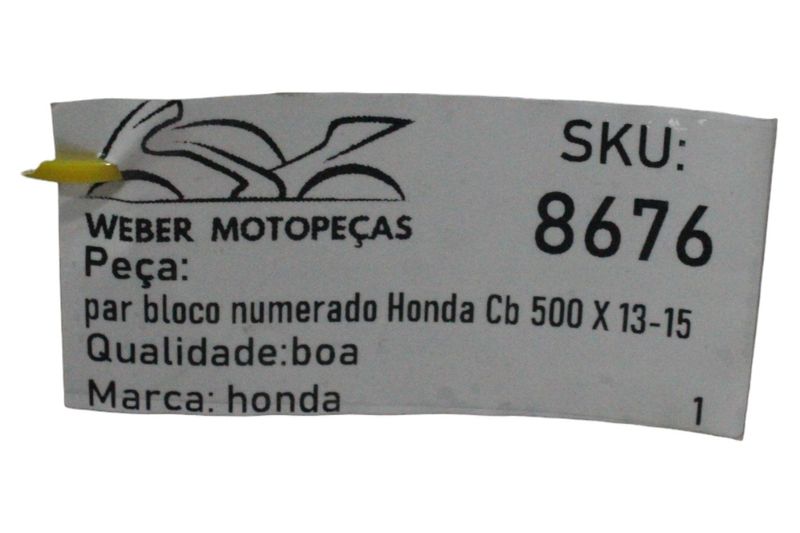 WEBER MOTOPEÇAS
SKU:
8676
Peça:
par bloco numerado Honda Cb 500 X 13-15
Qualidade:boa
Marca: honda
1